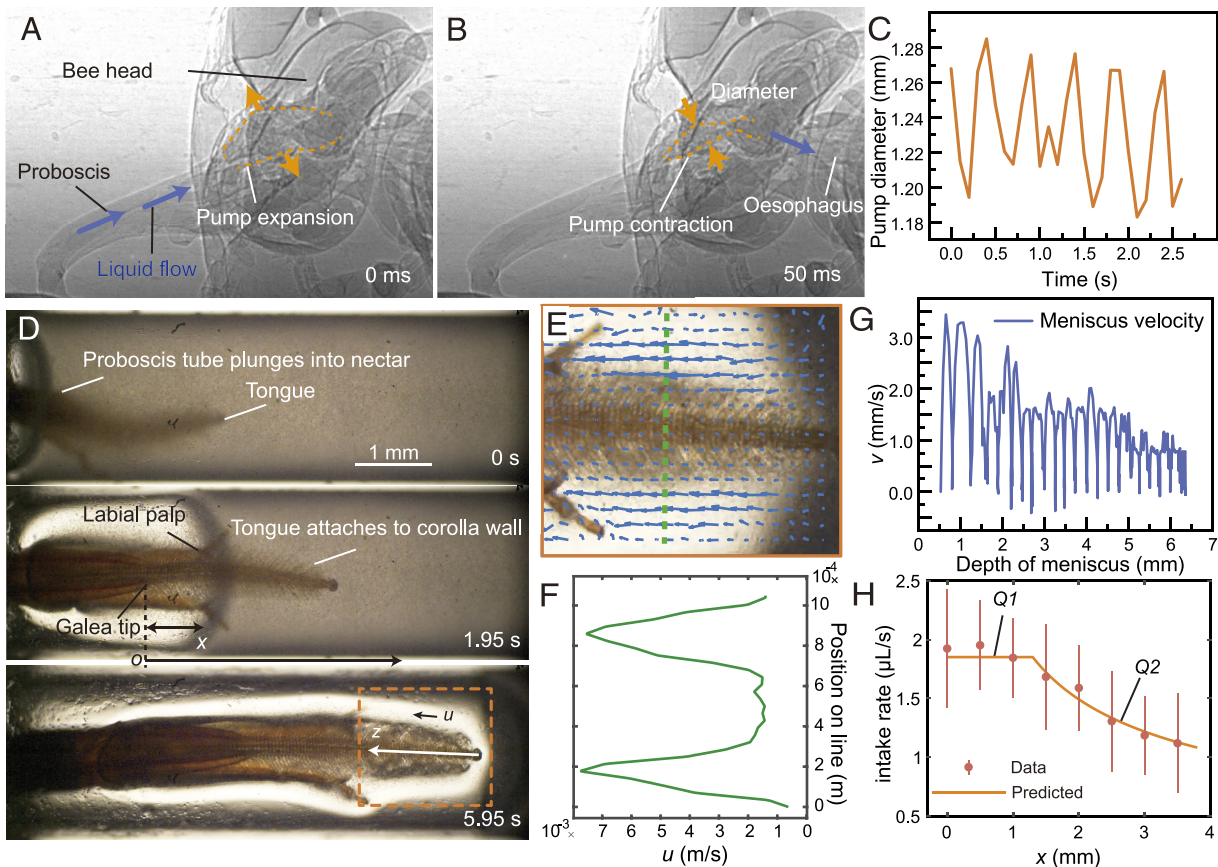 A
Bee head
Proboscis
Pump expansion
Liquid flow
0 ms
B
Diameter
Oesophagus
Pump contraction
50 ms
C
Pump diameter (mm)
1.28
1.26
1.24
1.22
1.20
1.18
0.0 0.5 1.0 1.5 2.0 2.5
Time (s)
D
Proboscis tube plunges into nectar
Tongue
1 mm
0 s
Labial palp
Tongue attaches to corolla wall
Galea tip
x
1.95 s
o
u
z
5.95 s
E
F
10⁻³ ×
7 6 5 4 3 2 1 0
u (m/s)
10⁻⁴ ×
10
8
6
4
2
0
Position on line (m)
G
Meniscus velocity
v (mm/s)
3.0
2.0
1.0
0.0
0 1 2 3 4 5 6 7
Depth of meniscus (mm)
H
Q1
Q2
intake rate (µL/s)
2.5
2
1.5
1
0.5
Data
Predicted
0 1 2 3 4
x (mm)